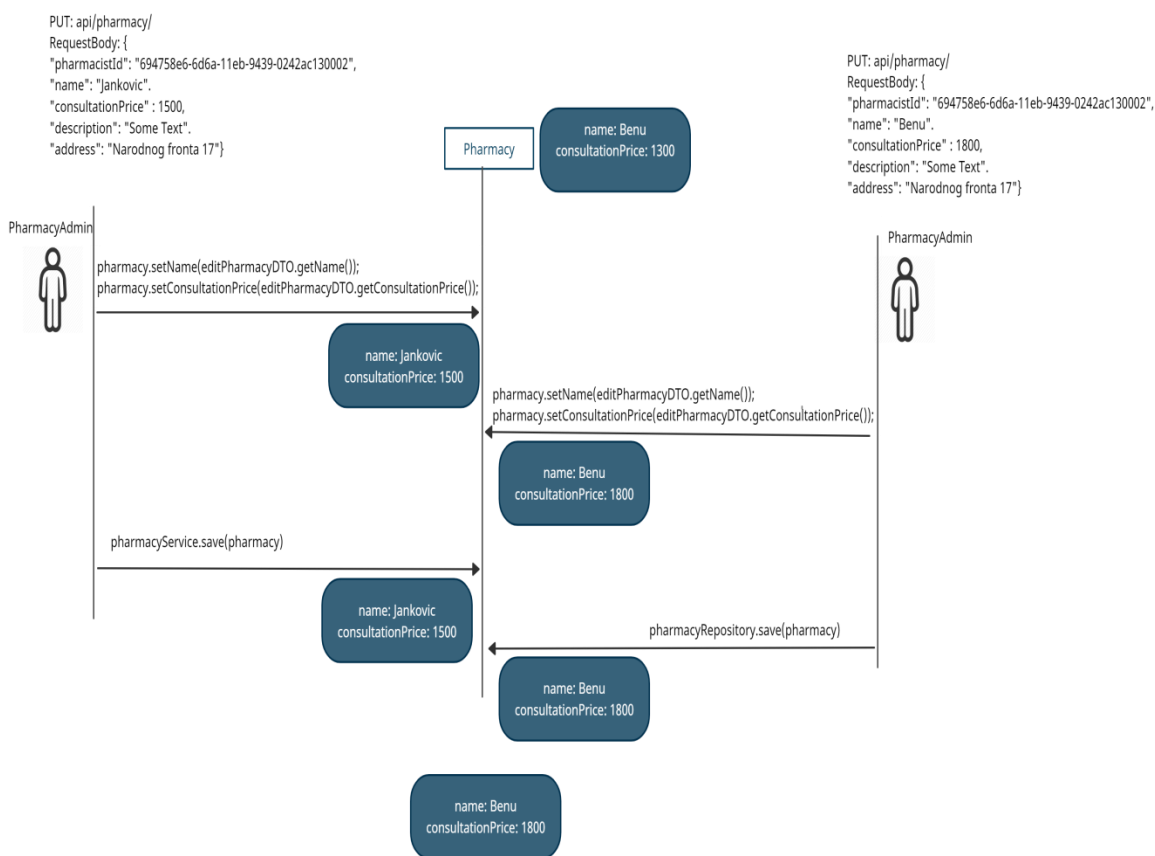 PUT: api/pharmacy/
RequestBody: {
"pharmacistId": "694758e6-6d6a-11eb-9439-0242ac130002",
"name": "Jankovic".
"consultationPrice" : 1500,
"description": "Some Text".
"address": "Narodnog fronta 17"}
PUT: api/pharmacy/
RequestBody: {
"pharmacistId": "694758e6-6d6a-11eb-9439-0242ac130002",
"name": "Benu".
"consultationPrice" : 1800,
"description": "Some Text".
"address": "Narodnog fronta 17"}
Pharmacy
name: Benu
consultationPrice: 1300
PharmacyAdmin
PharmacyAdmin
pharmacy.setName(editPharmacyDTO.getName());
pharmacy.setConsultationPrice(editPharmacyDTO.getConsultationPrice());
name: Jankovic
consultationPrice: 1500
pharmacy.setName(editPharmacyDTO.getName());
pharmacy.setConsultationPrice(editPharmacyDTO.getConsultationPrice());
name: Benu
consultationPrice: 1800
pharmacyService.save(pharmacy)
name: Jankovic
consultationPrice: 1500
pharmacyRepository.save(pharmacy)
name: Benu
consultationPrice: 1800
name: Benu
consultationPrice: 1800